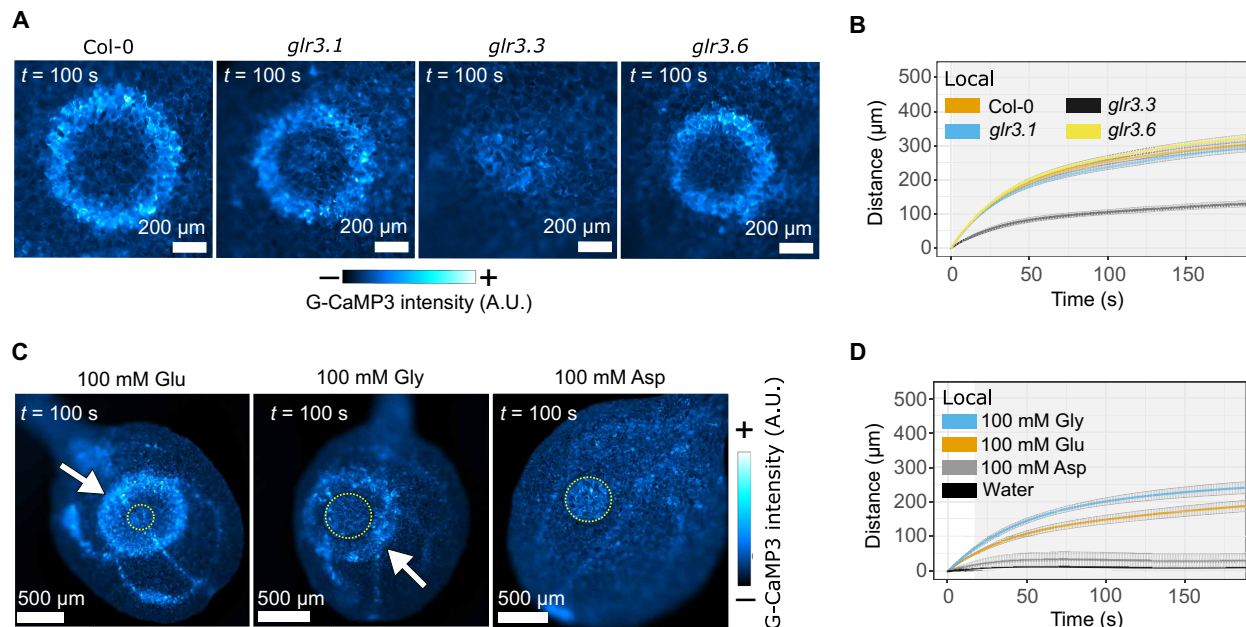 A
Col-0
glr3.1
glr3.3
glr3.6
t = 100 s
t = 100 s
t = 100 s
t = 100 s
200 µm
200 µm
200 µm
200 µm
– +
G-CaMP3 intensity (A.U.)
B
Local
Col-0
glr3.3
glr3.1
glr3.6
Distance (µm)
500
400
300
200
100
0
0 50 100 150
Time (s)
C
100 mM Glu
100 mM Gly
100 mM Asp
t = 100 s
t = 100 s
t = 100 s
500 µm
500 µm
500 µm
+
–
G-CaMP3 intensity (A.U.)
D
Local
100 mM Gly
100 mM Glu
100 mM Asp
Water
Distance (µm)
500
400
300
200
100
0
0 50 100 150
Time (s)